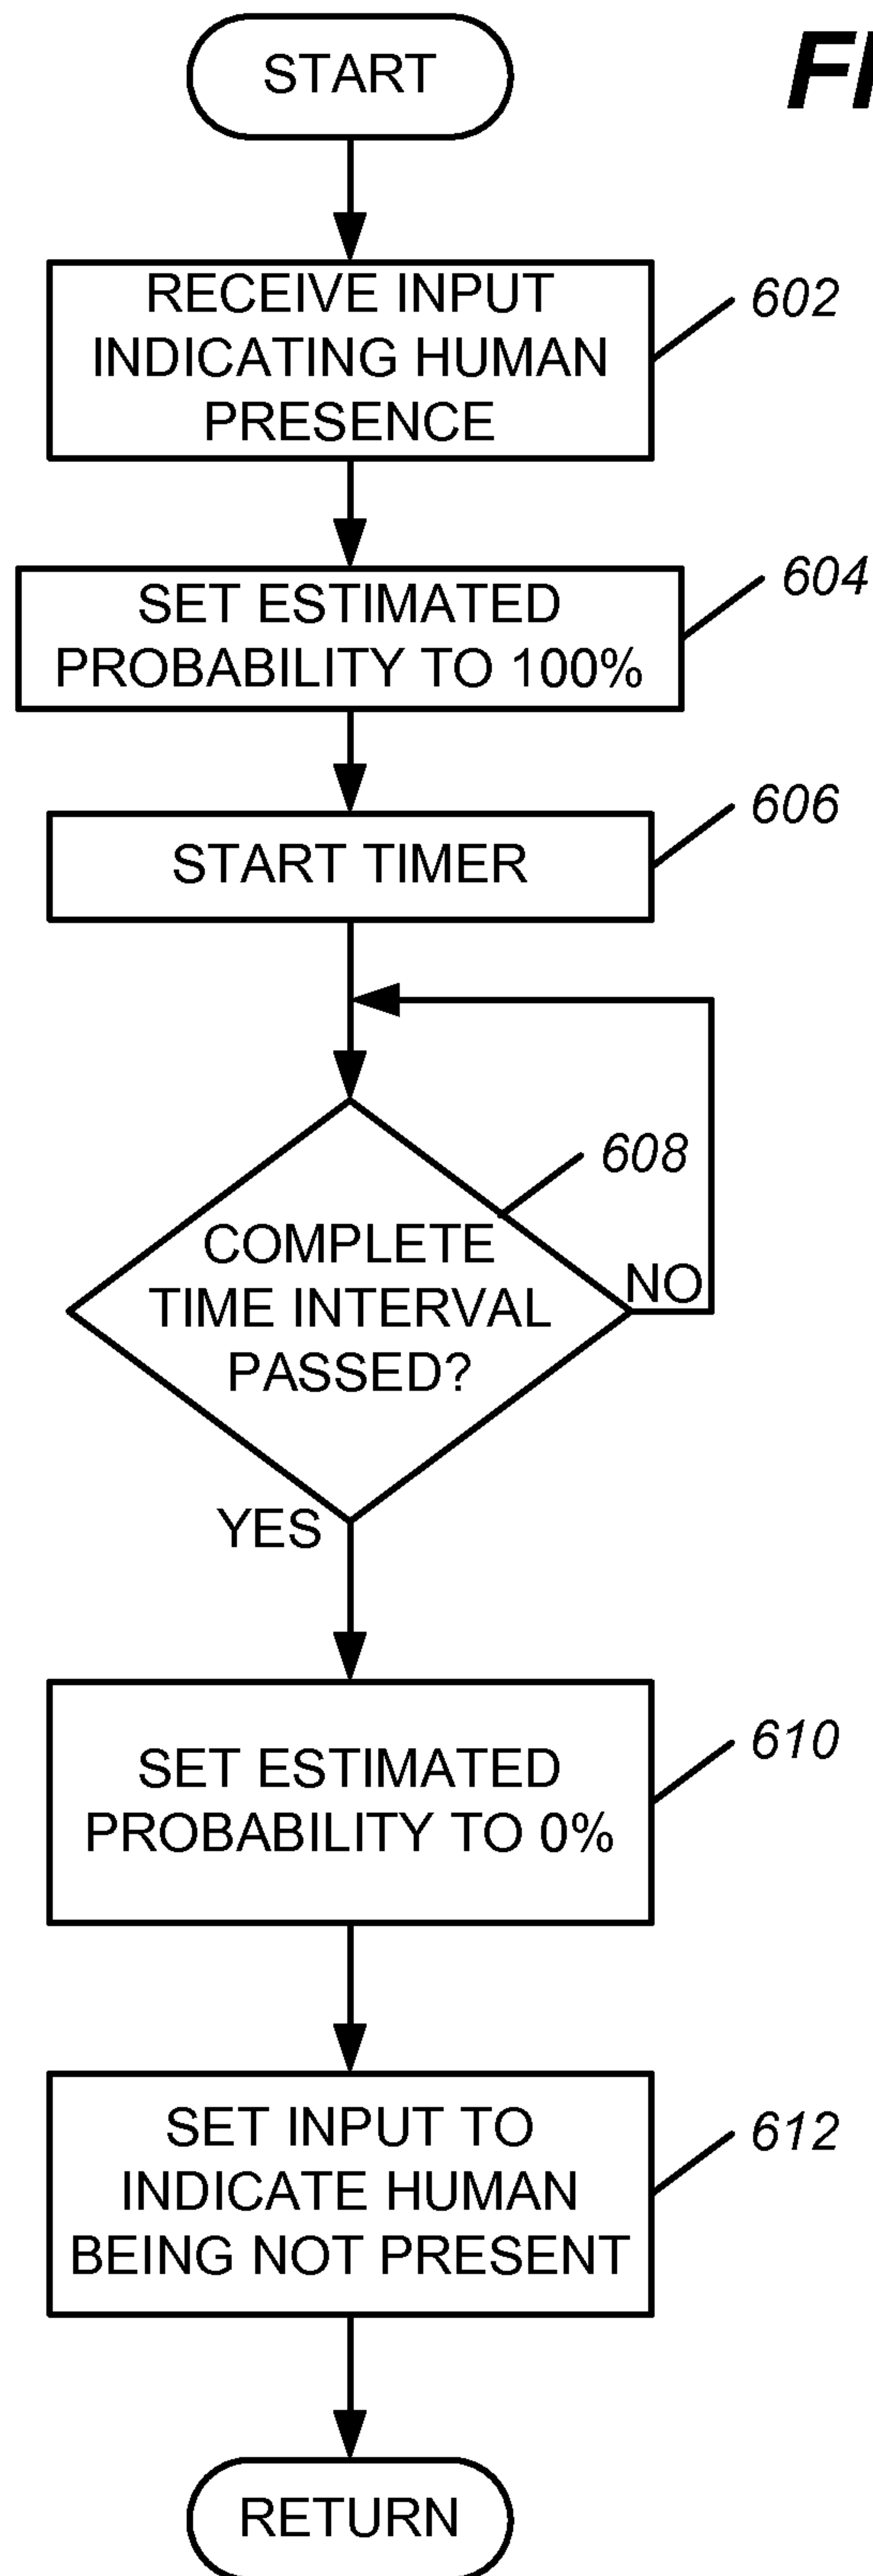 START
RECEIVE INPUT
INDICATING HUMAN
PRESENCE
602
SET ESTIMATED
PROBABILITY TO 100%
604
START TIMER
606
608
COMPLETE
TIME INTERVAL
PASSED?
NO
YES
SET ESTIMATED
PROBABILITY TO 0%
610
SET INPUT TO
INDICATE HUMAN
BEING NOT PRESENT
612
RETURN